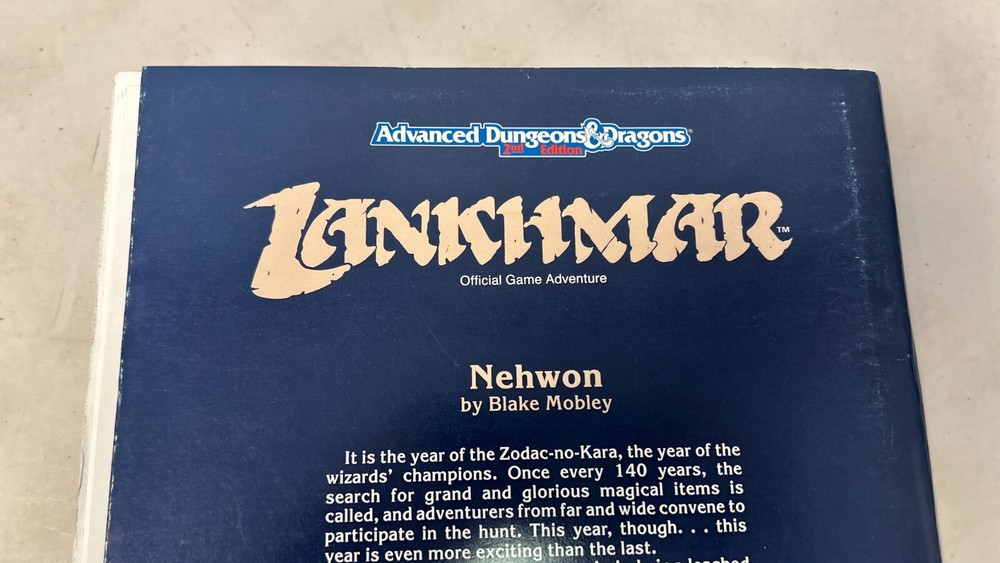 Advanced Dungeons & Dragons®
2nd Edition
LANKHMAR™
Official Game Adventure
Nehwon
by Blake Mobley
It is the year of the Zodac-no-Kara, the year of the
wizards' champions. Once every 140 years, the
search for grand and glorious magical items is
called, and adventurers from far and wide convene to
participate in the hunt. This year, though. . . this
year is even more exciting than the last.